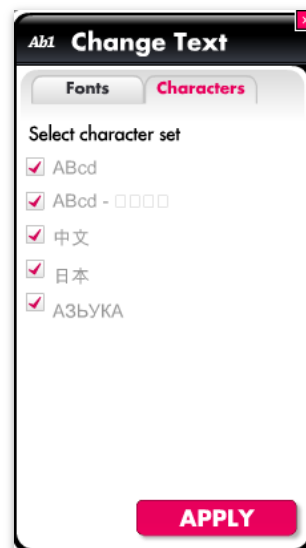 Ab1 Change Text
Fonts Characters
Select character set
ABcd
ABcd - □□□□
中文
日本
АЗЬУКА
APPLY